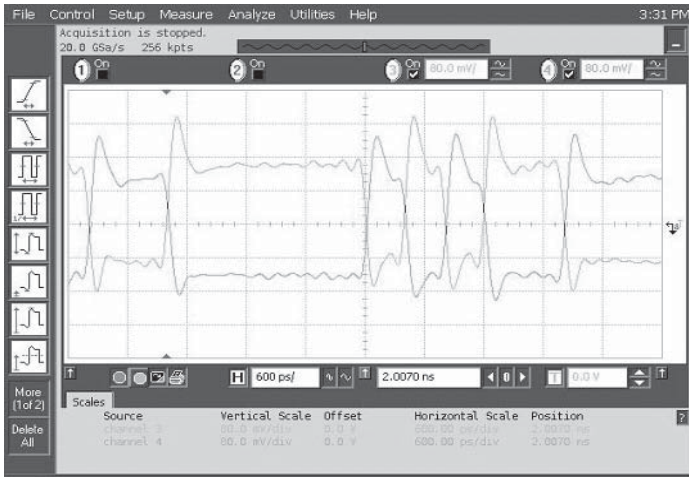 File Control Setup Measure Analyze Utilities Help 3:31 PM
Acquisition is stopped.
20.0 GSa/s 256 kpts
1 On 2 On 3 On 80.0 mV/ 4 On 80.0 mV/
More
(1of 2)
Delele
All
H 600 ps/ 2.0070 ns 0 T 0.0 V
Scales
Source Vertical Scale Offset Horizontal Scale Position
channel 3 80.0 mV/div 0.0 V 600.00 ps/div 2.0070 ns
channel 4 80.0 mV/div 0.0 V 600.00 ps/div 2.0070 ns
?